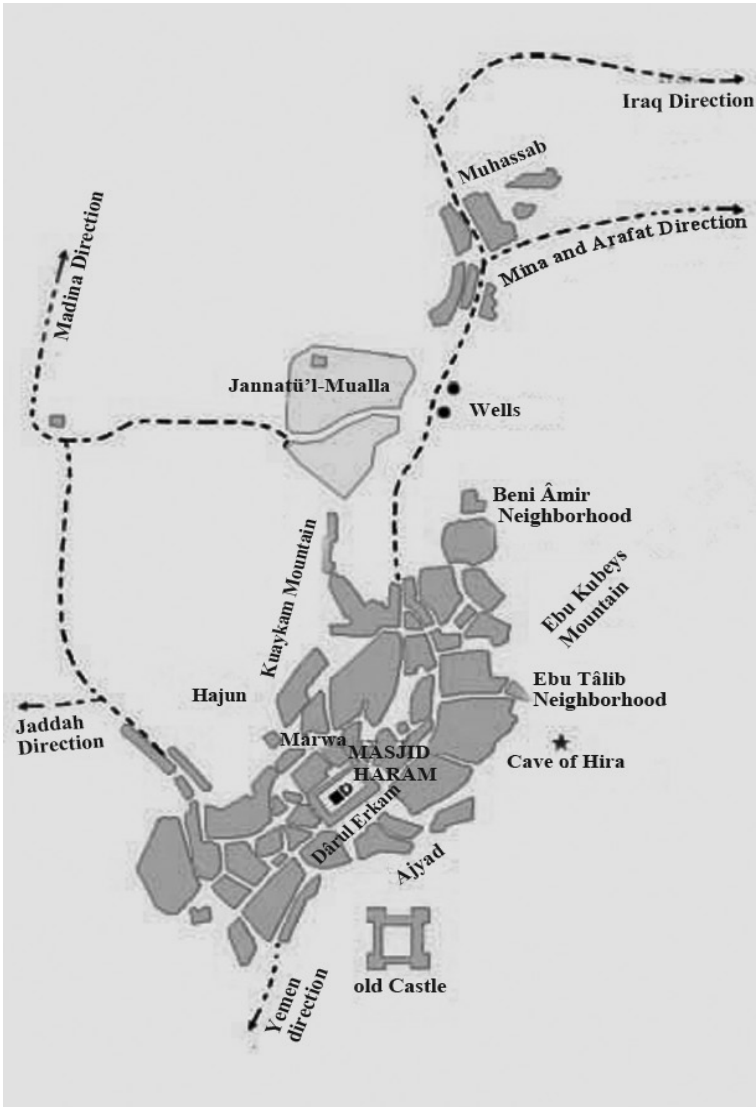 Iraq Direction
Muhassab
Mina and Arafat Direction
Madina Direction
Jannatü’l-Mualla
Wells
Beni Âmir
Neighborhood
Kuaykam Mountain
Ebu Kubeys
Mountain
Hajun
Ebu Tâlib
Neighborhood
Jaddah
Direction
Marwa
MASJID
HARAM
Cave of Hira
Dârul Erkam
Ajyad
old Castle
Yemen
direction